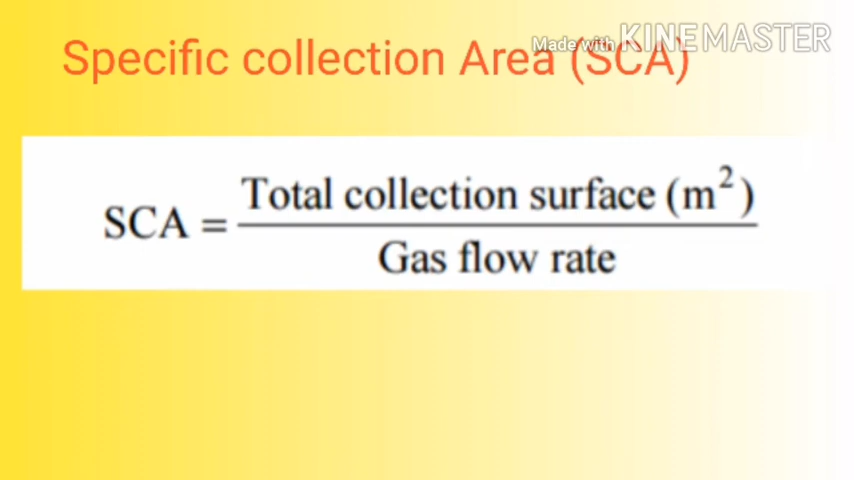 Made with KINEMASTER
Specific collection Area (SCA)
SCA = Total collection surface (m²)
Gas flow rate